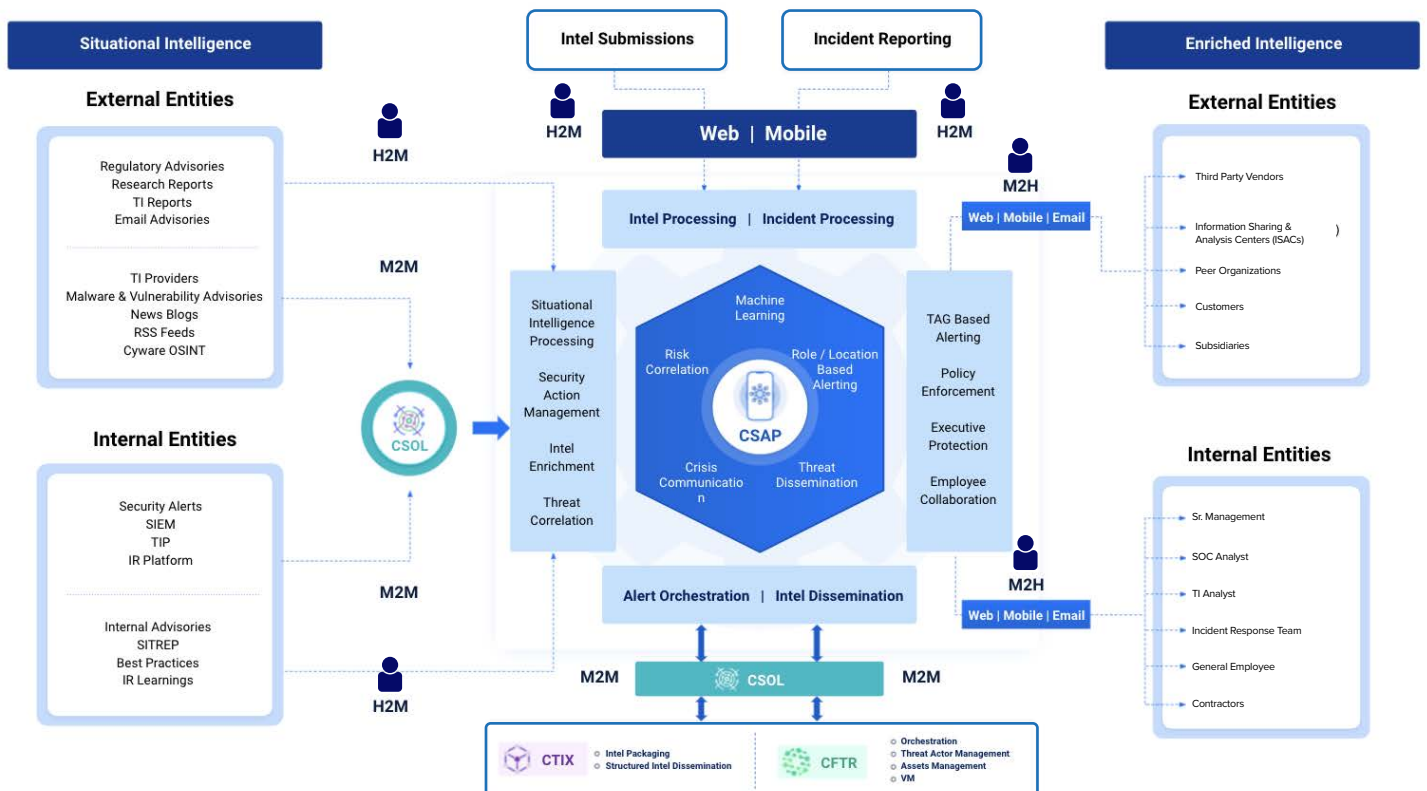 Situational Intelligence
External Entities
Regulatory Advisories
Research Reports
TI Reports
Email Advisories
TI Providers
Malware & Vulnerability Advisories
News Blogs
RSS Feeds
Cyware OSINT
Internal Entities
Security Alerts
SIEM
TIP
IR Platform
Internal Advisories
SITREP
Best Practices
IR Learnings
H2M
M2M
CSOL
M2M
H2M
Intel Submissions
Incident Reporting
H2M
Web | Mobile
H2M
Intel Processing | Incident Processing
Situational
Intelligence
Processing
Security
Action
Management
Intel
Enrichment
Threat
Correlation
Machine
Learning
Risk
Correlation
Role / Location
Based
Alerting
CSAP
Crisis
Communicatio
n
Threat
Dissemination
TAG Based
Alerting
Policy
Enforcement
Executive
Protection
Employee
Collaboration
Alert Orchestration | Intel Dissemination
M2M
CSOL
M2M
CTIX
Intel Packaging
Structured Intel Dissemination
CFTR
Orchestration
Threat Actor Management
Assets Management
VM
M2H
Web | Mobile | Email
M2H
Web | Mobile | Email
Enriched Intelligence
External Entities
Third Party Vendors
Information Sharing & )
Analysis Centers (ISACs)
Peer Organizations
Customers
Subsidiaries
Internal Entities
Sr. Management
SOC Analyst
TI Analyst
Incident Response Team
General Employee
Contractors